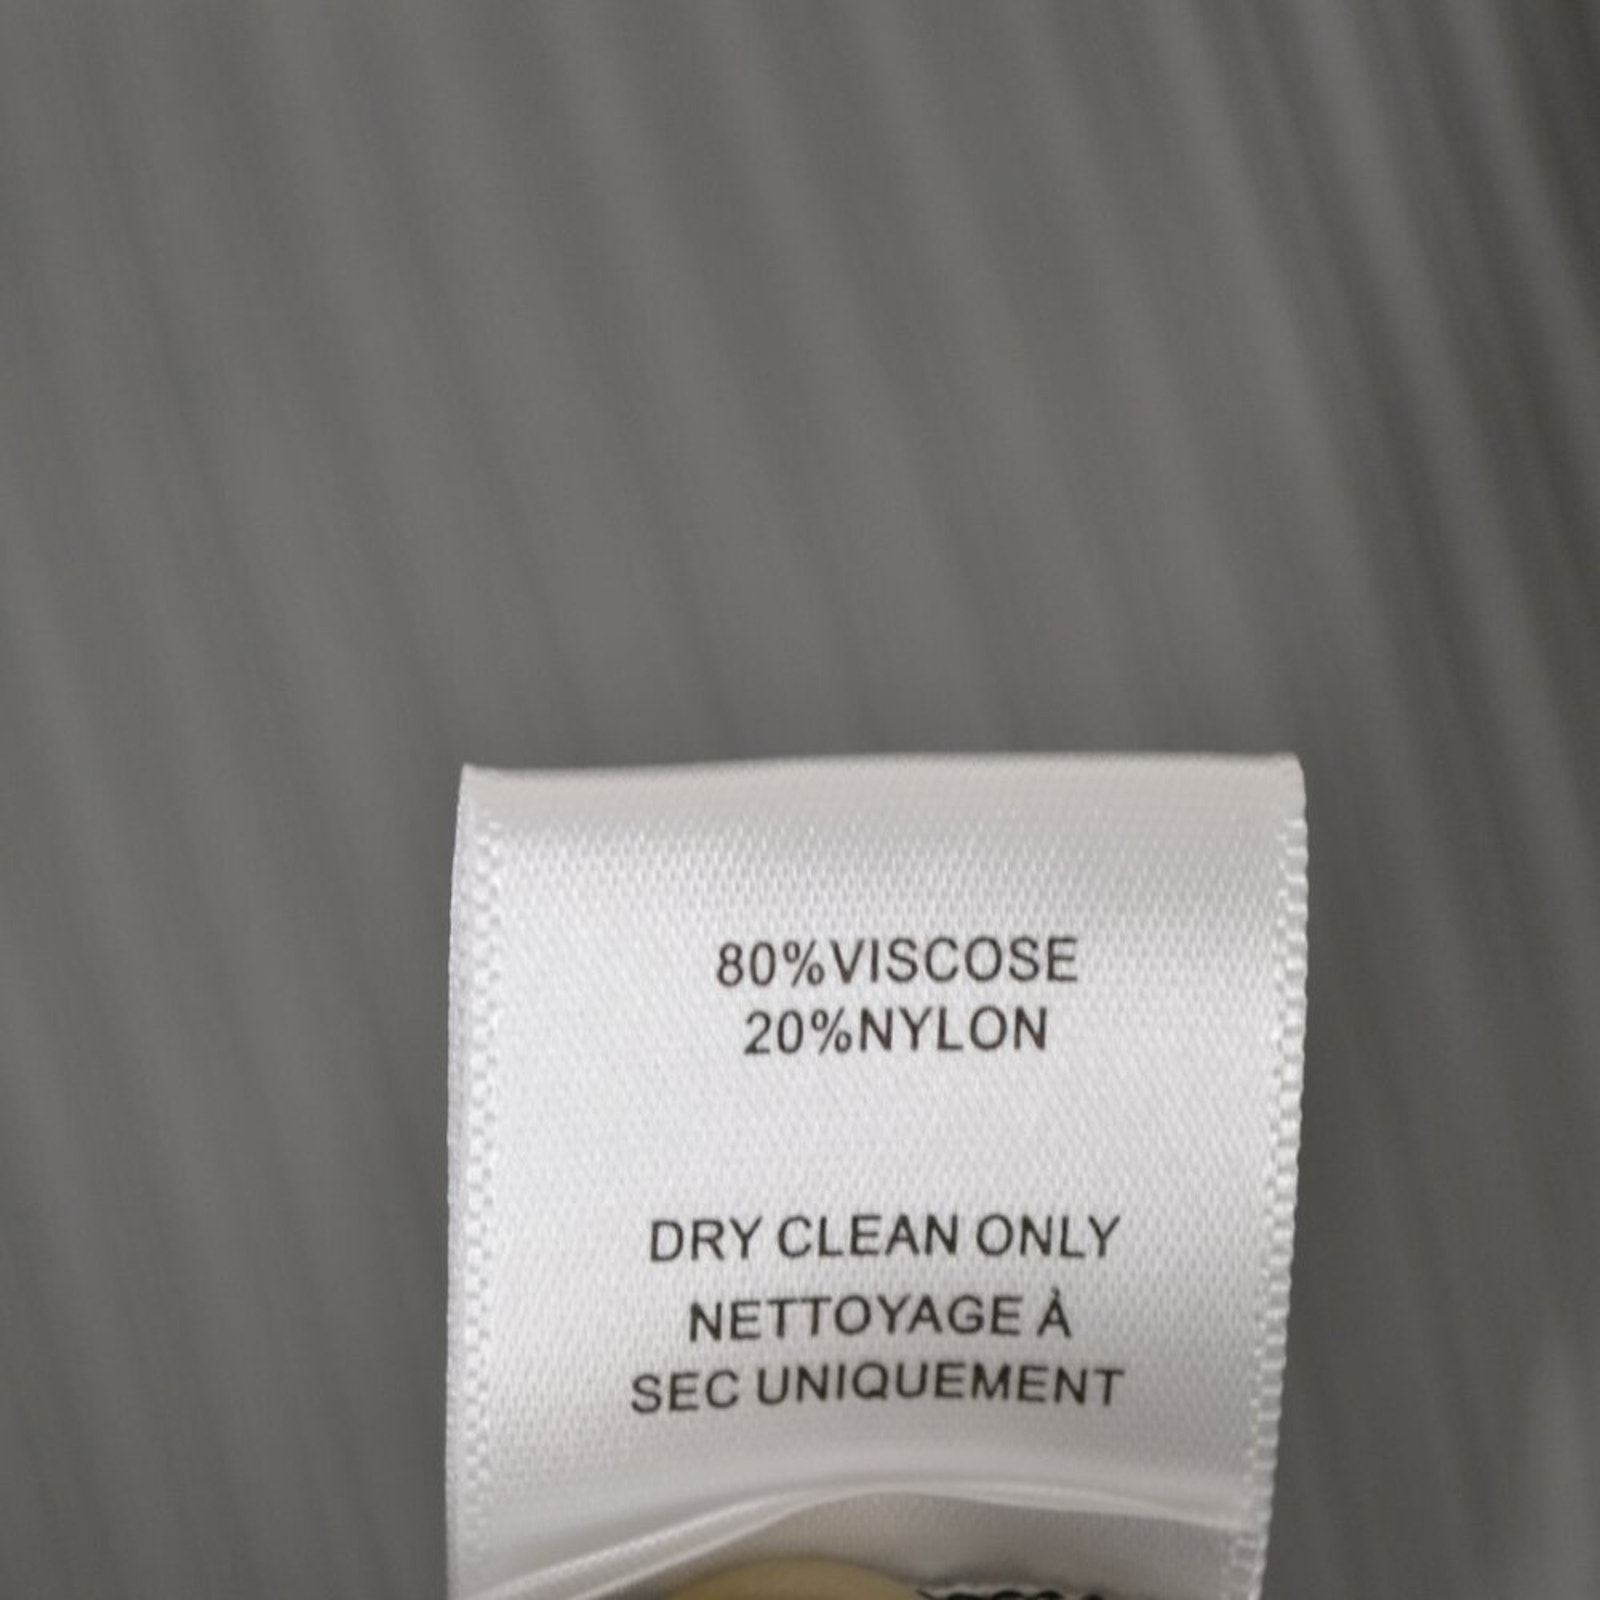 80%VISCOSE
20%NYLON
DRY CLEAN ONLY
NETTOYAGE À
SEC UNIQUEMENT